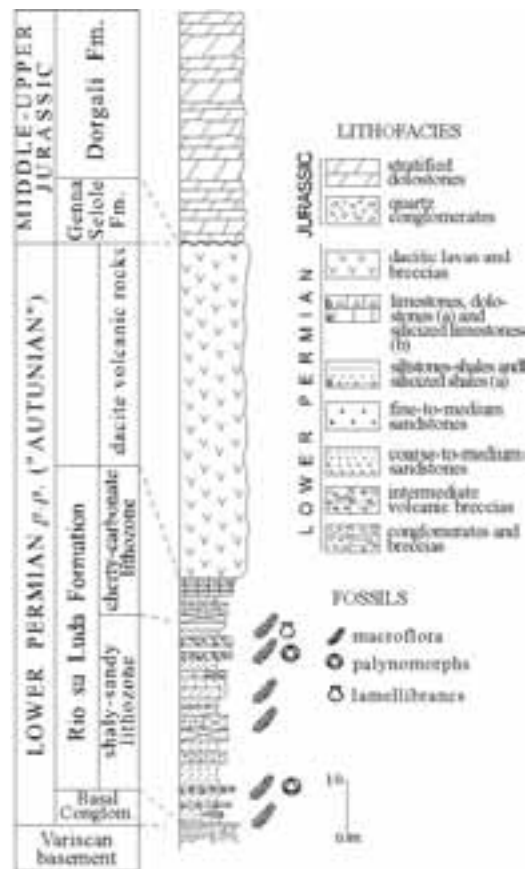 MIDDLE-UPPER
JURASSIC
Dorgali Fm.
Genna
Selole
Fm.
LOWER PERMIAN p.p. ("AUTUNIAN")
dacite volcanic rocks
Rio su Luda Formation
cherty-carbonate
lithozone
shaly-sandy
lithozone
Basal
Conglom.
Variscan
basement
LITHOFACIES
JURASSIC
stratified
dolostones
quartz
conglomerates
LOWER PERMIAN
dacitic lavas and
breccias
limestones, dolo-
stones (a) and
silicized limestones
(b)
siltstones-shales and
silicized shales (a)
fine-to-medium
sandstones
coarse-to-medium
sandstones
intermediate
volcanic breccias
conglomerates and
breccias
FOSSILS
macroflora
palynomorphs
lamellibrancs
10